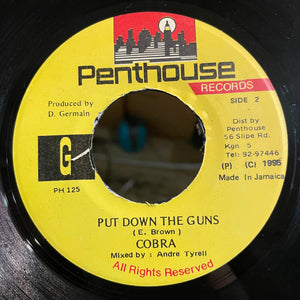 Penthouse
RECORDS
Produced by
D. Germain
SIDE 2
Dist by
Penthouse
56 Slipe Rd.
Kgn 5
Tel: 92-97446
(P) (C) 1995
Made In Jamaica
G
PH 125
PUT DOWN THE GUNS
( E. Brown )
COBRA
Mixed by : Andre Tyrell
All Rights Reserved